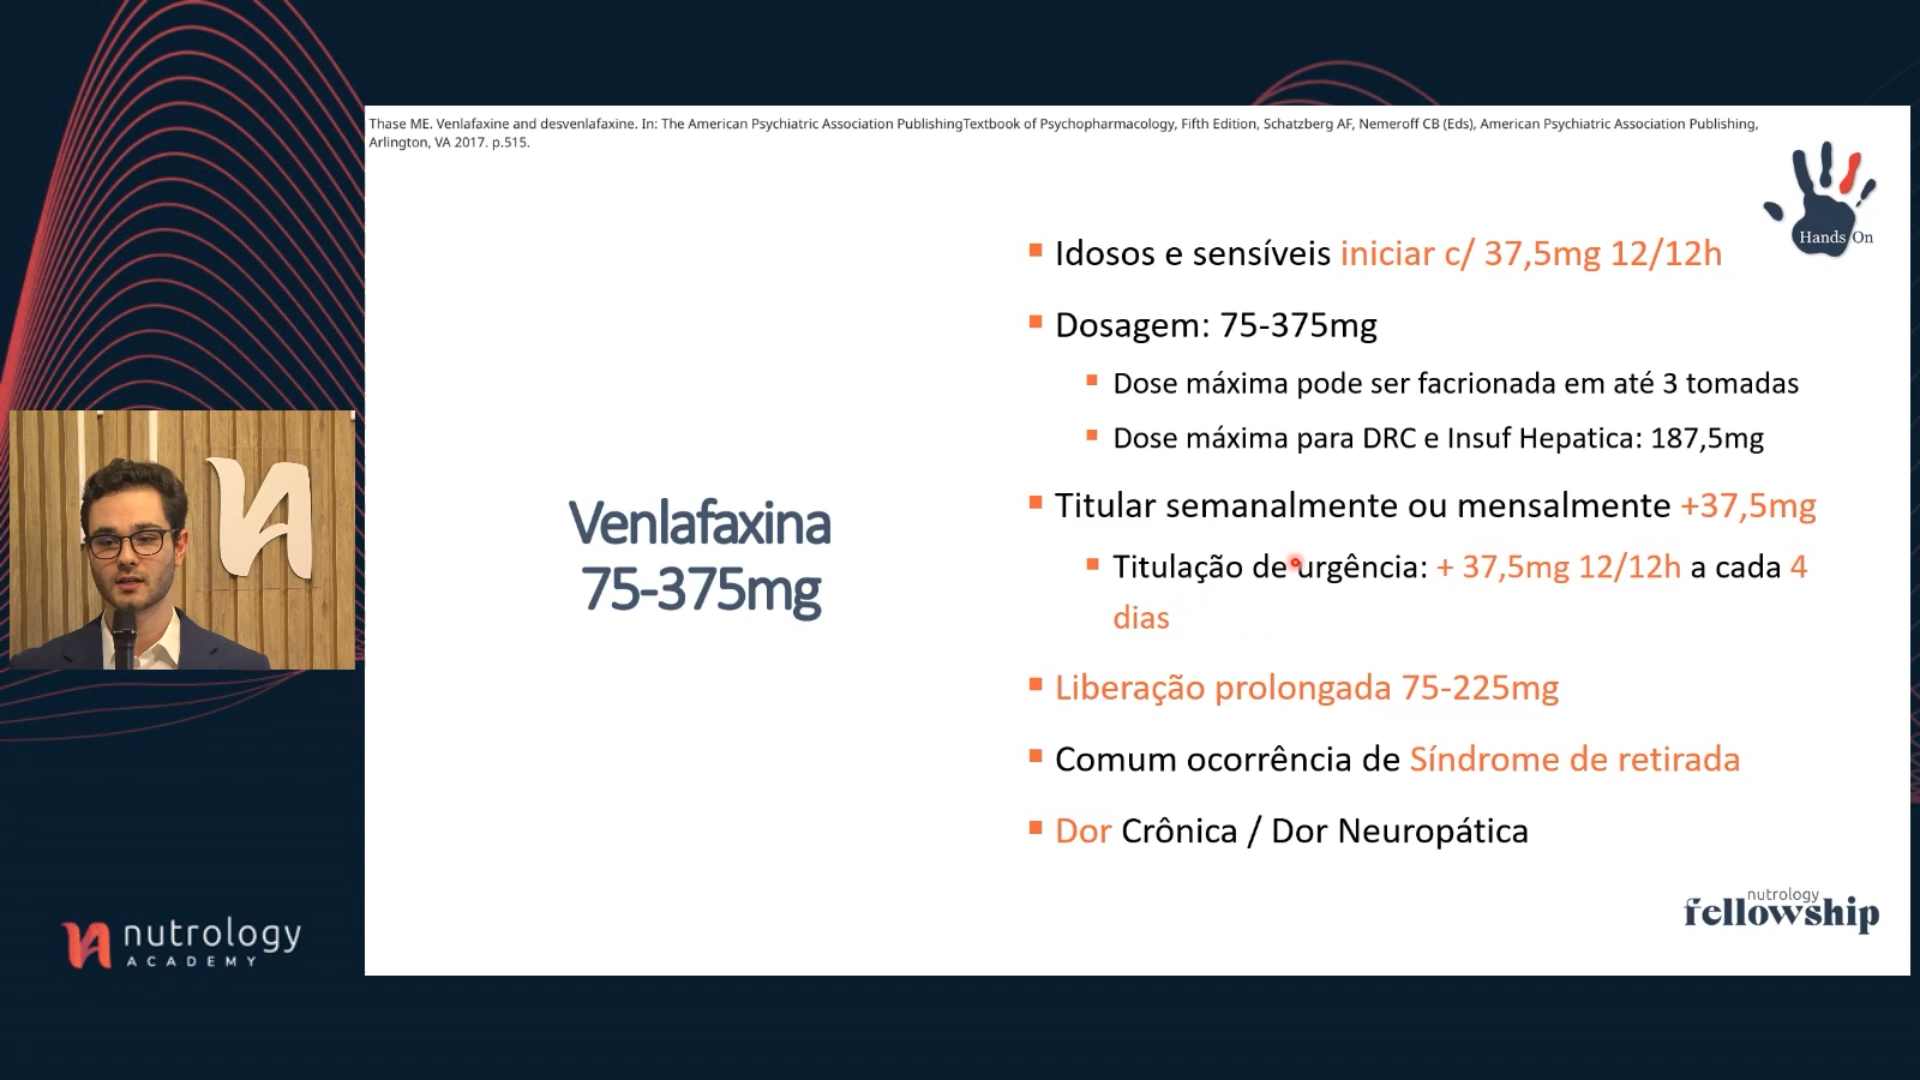 Thase ME. Venlafaxine and desvenlafaxine. In: The American Psychiatric Association PublishingTextbook of Psychopharmacology, Fifth Edition, Schatzberg AF, Nemeroff CB (Eds), American Psychiatric Association Publishing,
Arlington, VA 2017. p.515.
Hands On
Venlafaxina
75-375mg
Idosos e sensíveis iniciar c/ 37,5mg 12/12h
Dosagem: 75-375mg
Dose máxima pode ser facrionada em até 3 tomadas
Dose máxima para DRC e Insuf Hepatica: 187,5mg
Titular semanalmente ou mensalmente +37,5mg
Titulação de urgência: + 37,5mg 12/12h a cada 4
dias
Liberação prolongada 75-225mg
Comum ocorrência de Síndrome de retirada
Dor Crônica / Dor Neuropática
nutrology
fellowship
nutrology
ACADEMY